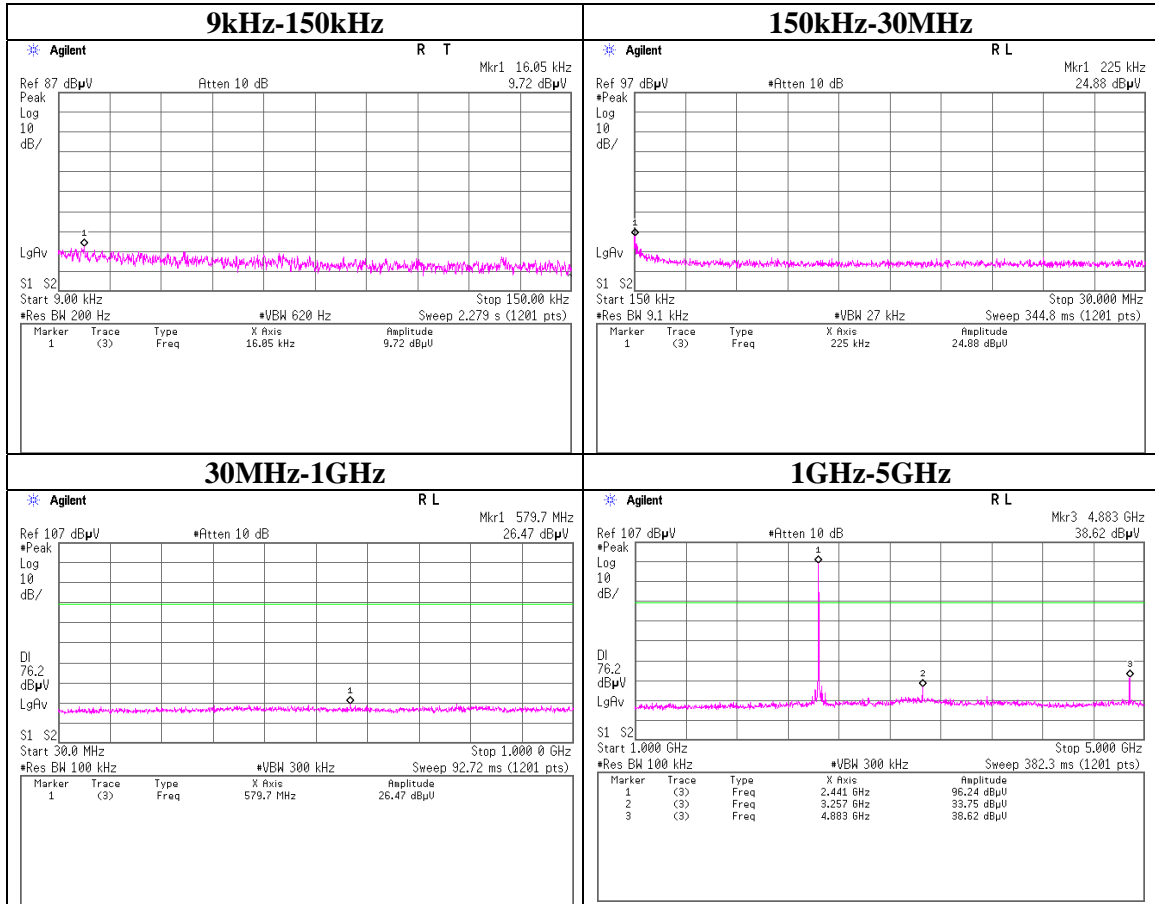 9kHz-150kHz
Agilent R T
Mkr1 16.05 kHz
Ref 87 dBµV Atten 10 dB 9.72 dBµV
Peak
Log
10
dB/
1
LgAv
S1 S2
Start 9.00 kHz Stop 150.00 kHz
#Res BW 200 Hz #VBW 620 Hz Sweep 2.279 s (1201 pts)
Marker Trace Type X Axis Amplitude
1 (3) Freq 16.05 kHz 9.72 dBµV
150kHz-30MHz
Agilent R L
Mkr1 225 kHz
Ref 97 dBµV #Atten 10 dB 24.88 dBµV
#Peak
Log
10
dB/
1
LgAv
S1 S2
Start 150 kHz Stop 30.000 MHz
#Res BW 9.1 kHz #VBW 27 kHz Sweep 344.8 ms (1201 pts)
Marker Trace Type X Axis Amplitude
1 (3) Freq 225 kHz 24.88 dBµV
30MHz-1GHz
Agilent R L
Mkr1 579.7 MHz
Ref 107 dBµV #Atten 10 dB 26.47 dBµV
#Peak
Log
10
dB/
DI
76.2
dBµV
1
LgAv
S1 S2
Start 30.0 MHz Stop 1.000 0 GHz
#Res BW 100 kHz #VBW 300 kHz Sweep 92.72 ms (1201 pts)
Marker Trace Type X Axis Amplitude
1 (3) Freq 579.7 MHz 26.47 dBµV
1GHz-5GHz
Agilent R L
Mkr3 4.883 GHz
Ref 107 dBµV #Atten 10 dB 38.62 dBµV
#Peak
1
Log
10
dB/
DI
76.2
3
dBµV
2
LgAv
S1 S2
Start 1.000 GHz Stop 5.000 GHz
#Res BW 100 kHz #VBW 300 kHz Sweep 382.3 ms (1201 pts)
Marker Trace Type X Axis Amplitude
1 (3) Freq 2.441 GHz 96.24 dBµV
2 (3) Freq 3.257 GHz 33.75 dBµV
3 (3) Freq 4.883 GHz 38.62 dBµV